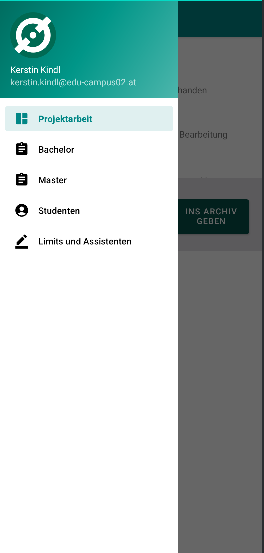 Kerstin Kindl
kerstin.kindl@edu-campus02.at
Projektarbeit
Bachelor
Master
Studenten
Limits und Assistenten
handen
Bearbeitung
INS ARCHIV
GEBEN